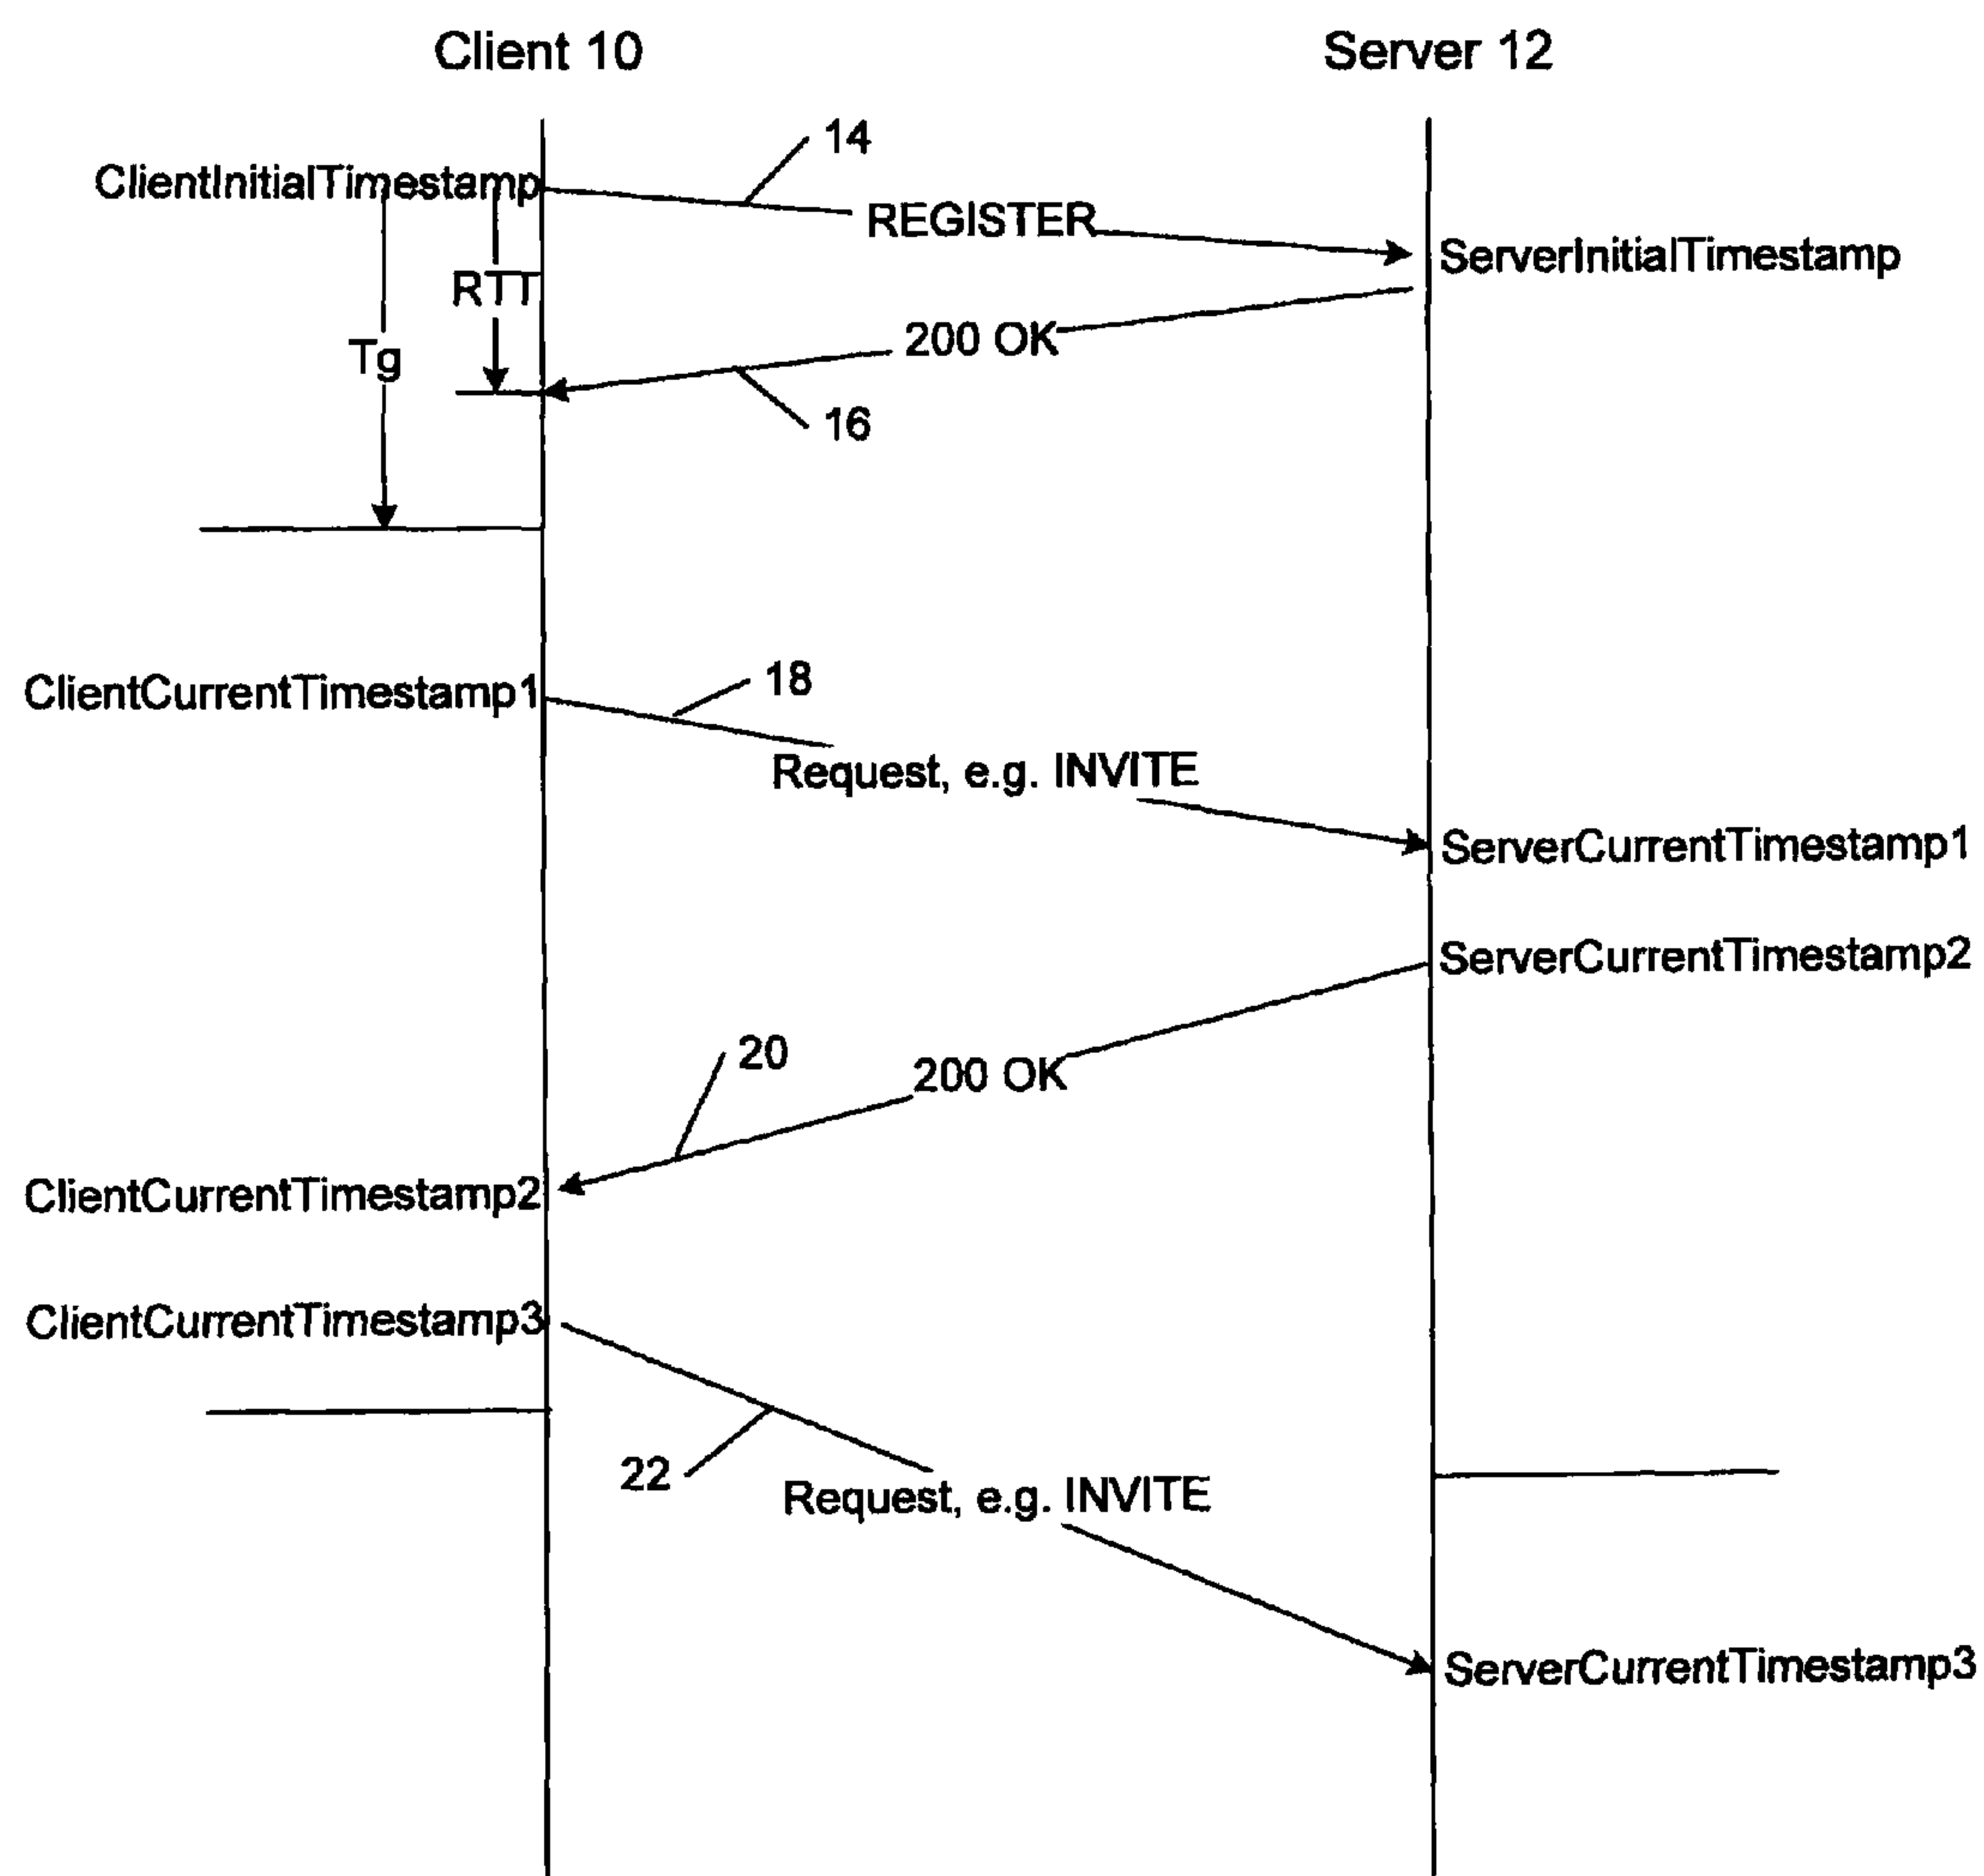 Client 10
Server 12
14
ClientInitialTimestamp
REGISTER
ServerInitialTimestamp
RTT
200 OK
Tg
16
18
ClientCurrentTimestamp1
Request, e.g. INVITE
ServerCurrentTimestamp1
ServerCurrentTimestamp2
20
200 OK
ClientCurrentTimestamp2
ClientCurrentTimestamp3
22
Request, e.g. INVITE
ServerCurrentTimestamp3